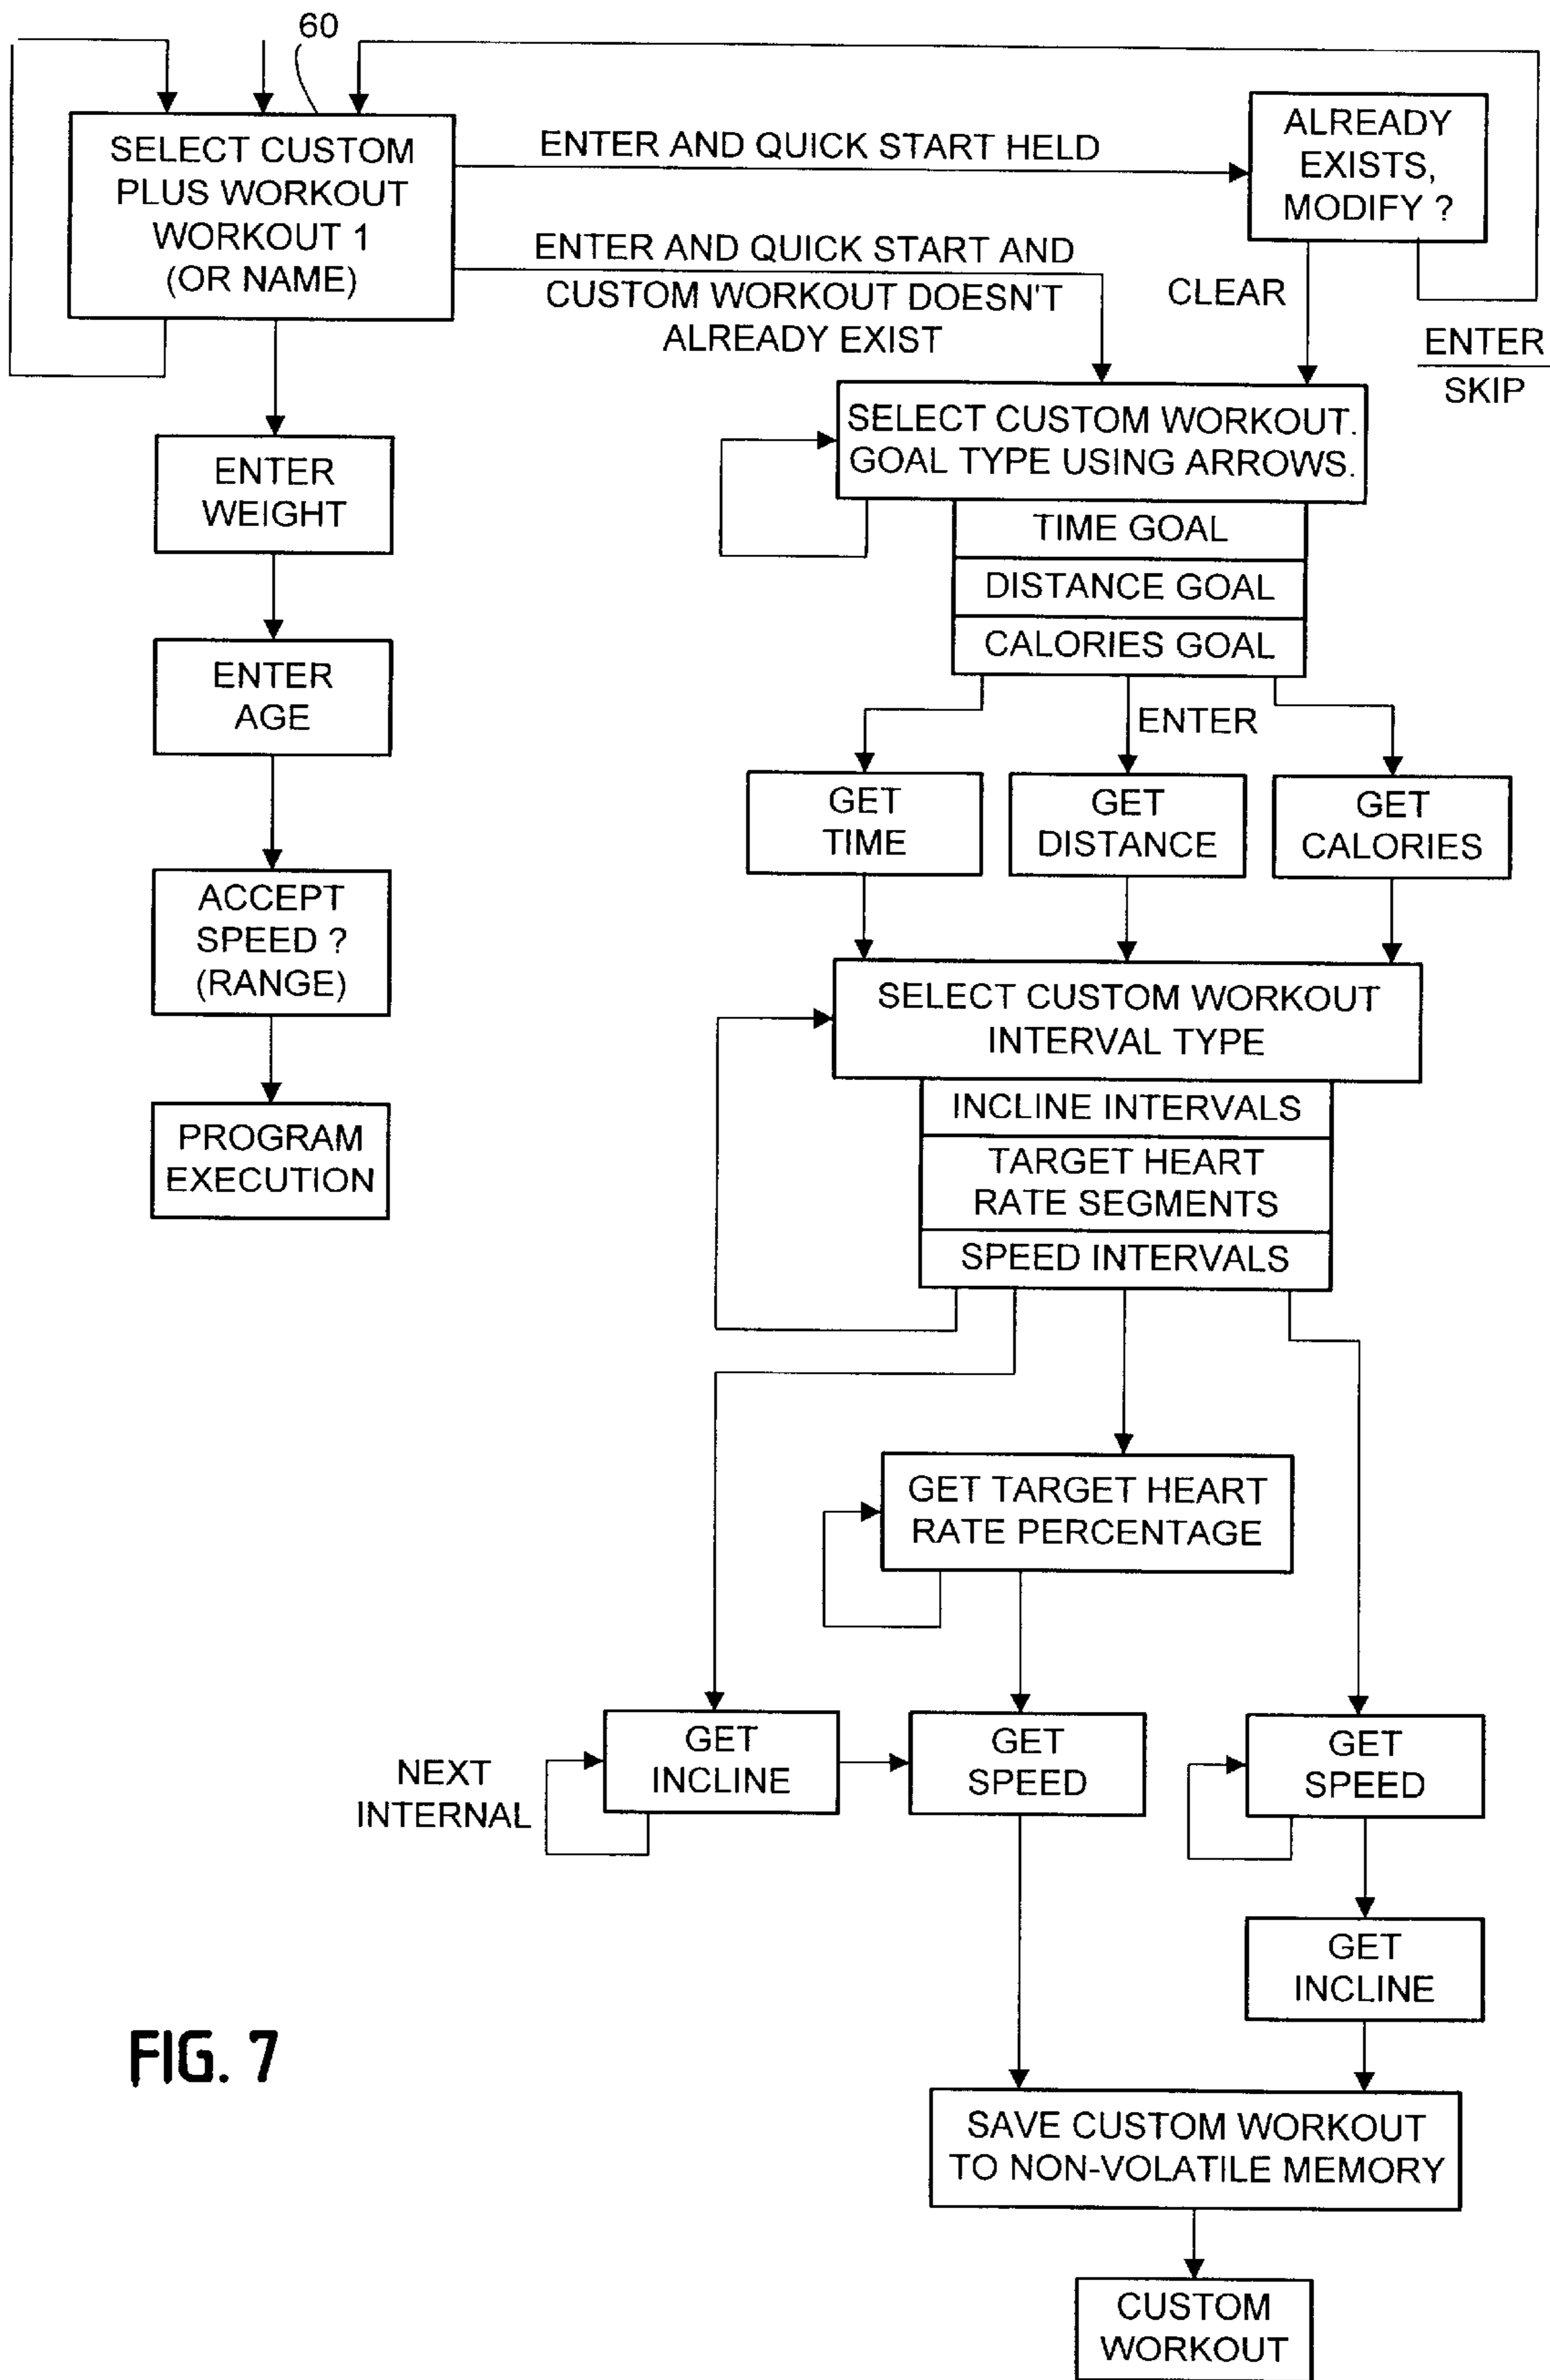 60
SELECT CUSTOM
PLUS WORKOUT
WORKOUT 1
(OR NAME)
ENTER AND QUICK START HELD
ALREADY
EXISTS,
MODIFY ?
ENTER AND QUICK START AND
CUSTOM WORKOUT DOESN'T
ALREADY EXIST
CLEAR
ENTER
SKIP
ENTER
WEIGHT
ENTER
AGE
ACCEPT
SPEED ?
(RANGE)
PROGRAM
EXECUTION
SELECT CUSTOM WORKOUT.
GOAL TYPE USING ARROWS.
TIME GOAL
DISTANCE GOAL
CALORIES GOAL
ENTER
GET
TIME
GET
DISTANCE
GET
CALORIES
SELECT CUSTOM WORKOUT
INTERVAL TYPE
INCLINE INTERVALS
TARGET HEART
RATE SEGMENTS
SPEED INTERVALS
GET TARGET HEART
RATE PERCENTAGE
NEXT
INTERNAL
GET
INCLINE
GET
SPEED
GET
SPEED
GET
INCLINE
SAVE CUSTOM WORKOUT
TO NON-VOLATILE MEMORY
CUSTOM
WORKOUT
FIG. 7